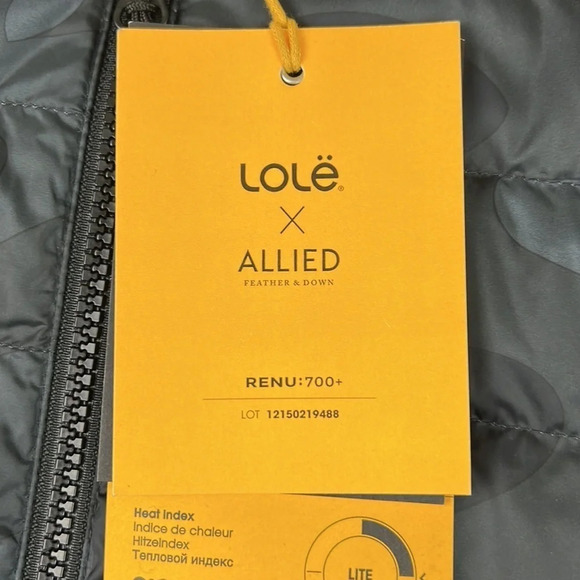 Lolë®
X
ALLIED
FEATHER & DOWN
RENU:700+
LOT 12150219488
Heat Index
Indice de chaleur
HitzeIndex
Тепловой индекс
LITE